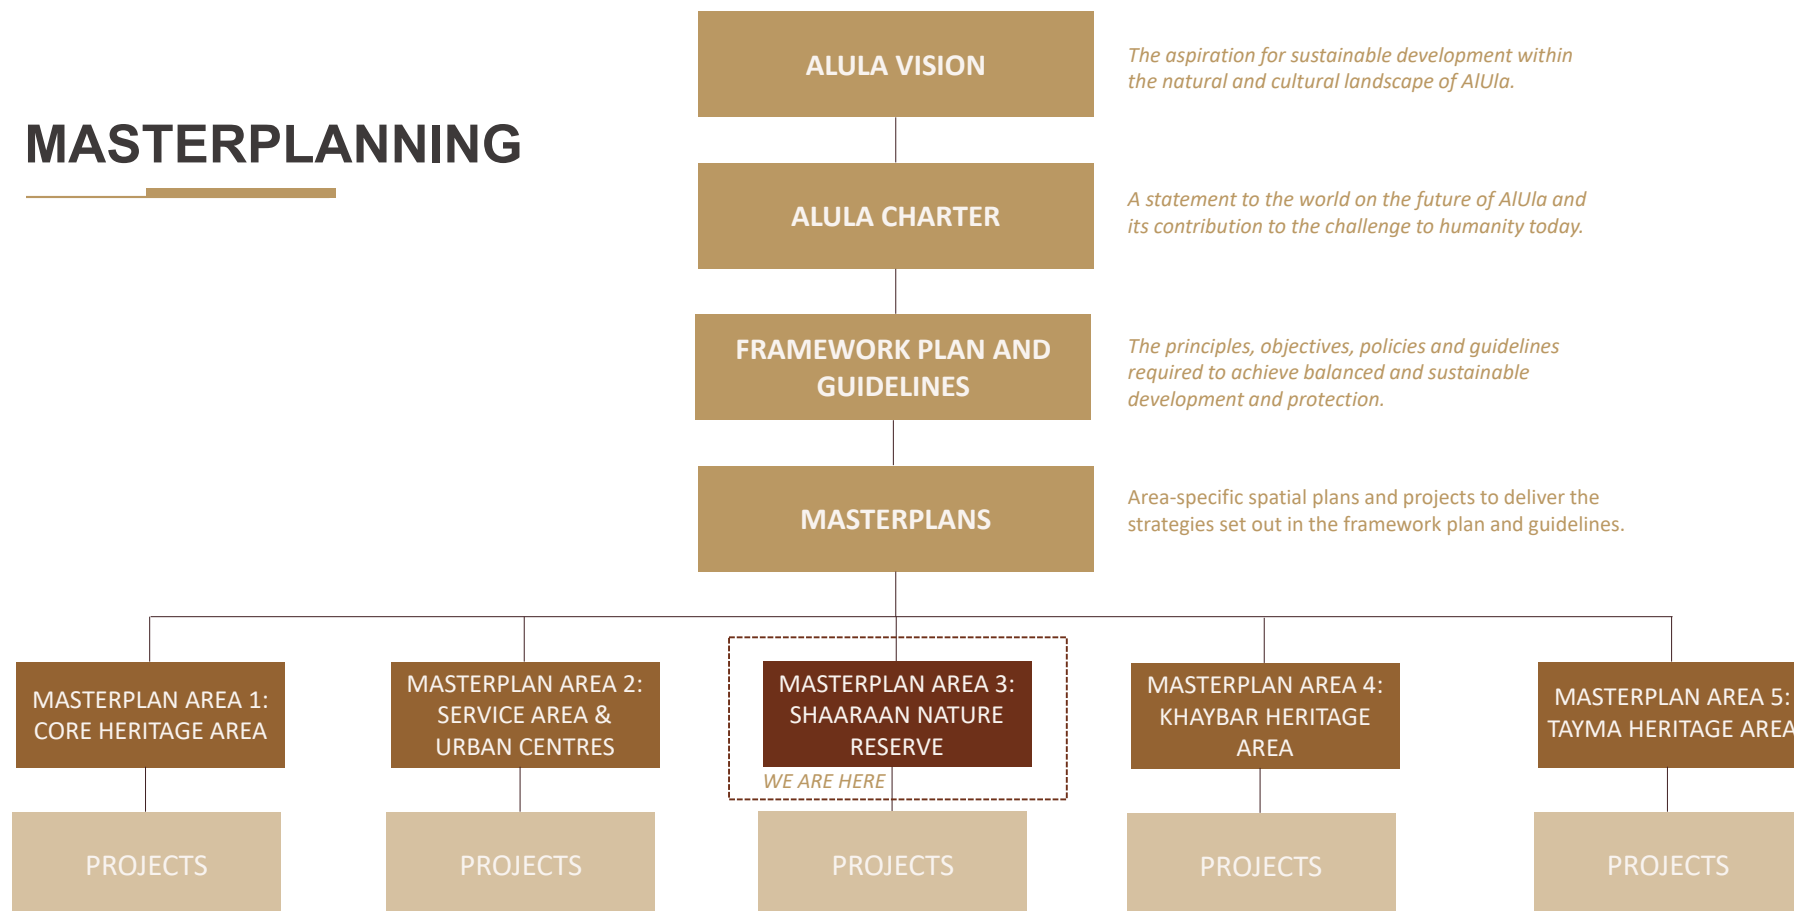 MASTERPLANNING
ALULA VISION
The aspiration for sustainable development within
the natural and cultural landscape of AlUla.
ALULA CHARTER
A statement to the world on the future of AlUla and
its contribution to the challenge to humanity today.
FRAMEWORK PLAN AND
GUIDELINES
The principles, objectives, policies and guidelines
required to achieve balanced and sustainable
development and protection.
MASTERPLANS
Area-specific spatial plans and projects to deliver the
strategies set out in the framework plan and guidelines.
MASTERPLAN AREA 1:
CORE HERITAGE AREA
MASTERPLAN AREA 2:
SERVICE AREA &
URBAN CENTRES
MASTERPLAN AREA 3:
SHAARAAN NATURE
RESERVE
WE ARE HERE
MASTERPLAN AREA 4:
KHAYBAR HERITAGE
AREA
MASTERPLAN AREA 5:
TAYMA HERITAGE AREA
PROJECTS
PROJECTS
PROJECTS
PROJECTS
PROJECTS